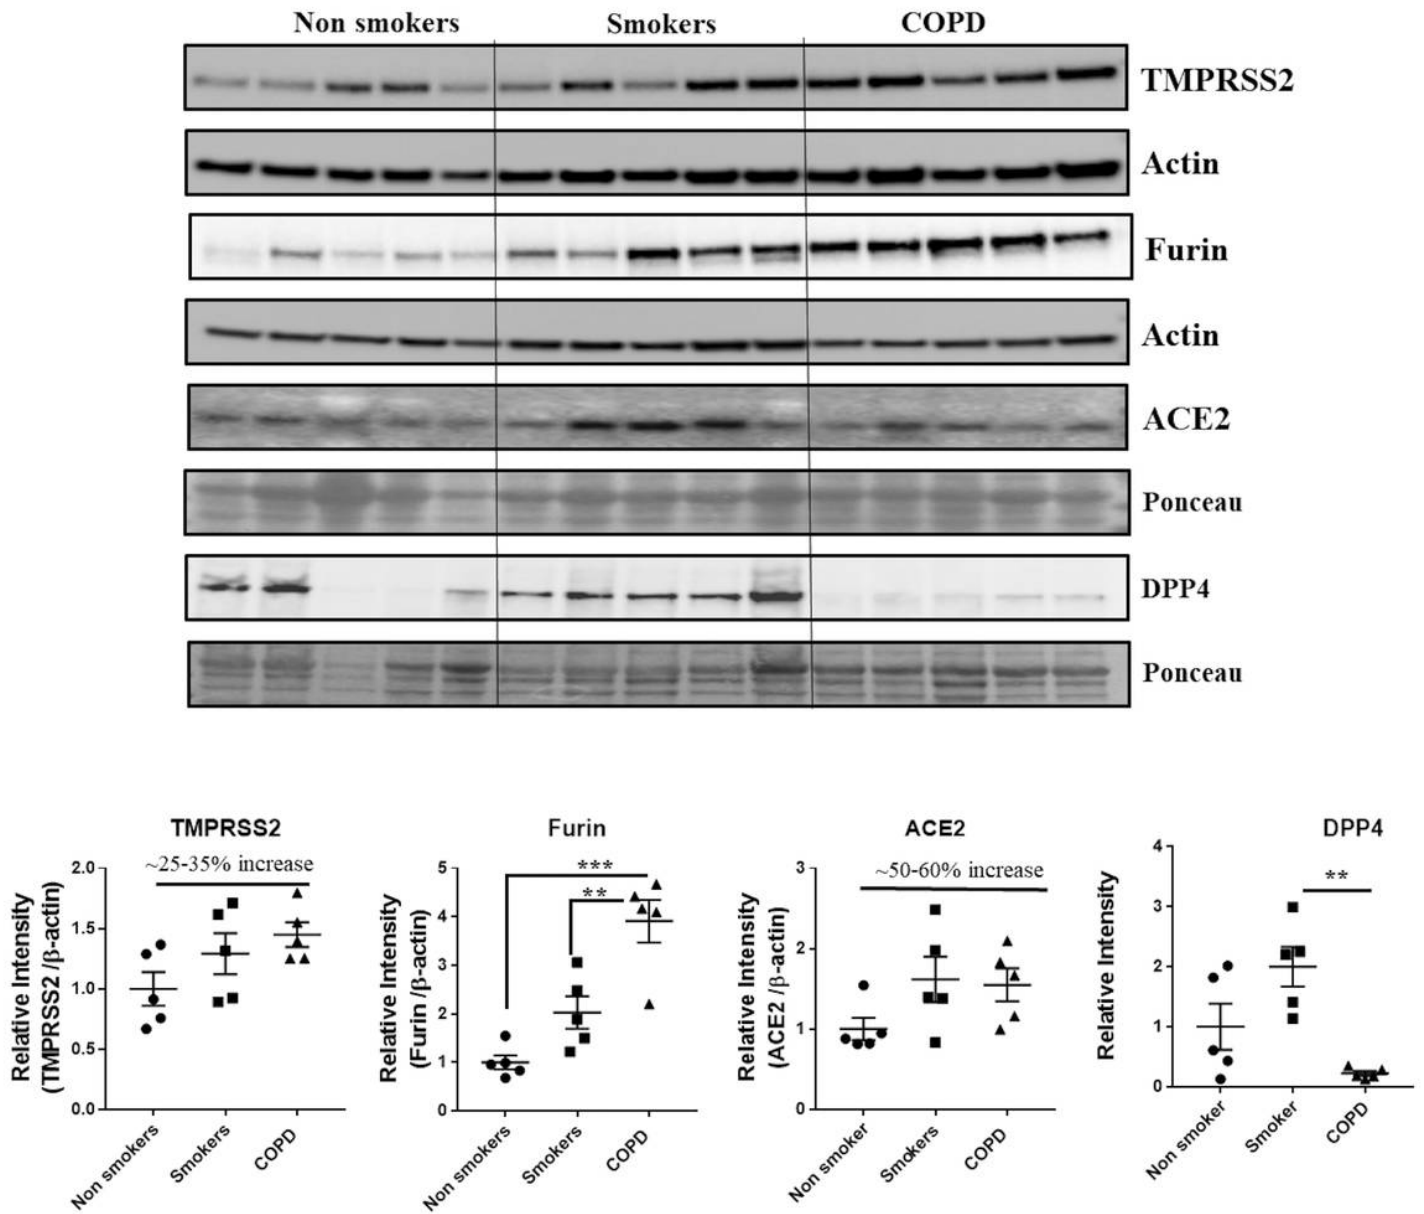 Non smokers Smokers COPD
TMPRSS2
Actin
Furin
Actin
ACE2
Ponceau
DPP4
Ponceau
TMPRSS2
~25-35% increase
Relative Intensity
(TMPRSS2 /β-actin)
2.0
1.5
1.0
0.5
0.0
Non smokers
Smokers
COPD
Furin
***
**
Relative Intensity
(Furin /β-actin)
5
4
3
2
1
0
Non smokers
Smokers
COPD
ACE2
~50-60% increase
Relative Intensity
(ACE2 /β-actin)
3
2
1
0
Non smoker
Smokers
COPD
DPP4
**
Relative Intensity
4
3
2
1
0
Non smoker
Smoker
COPD